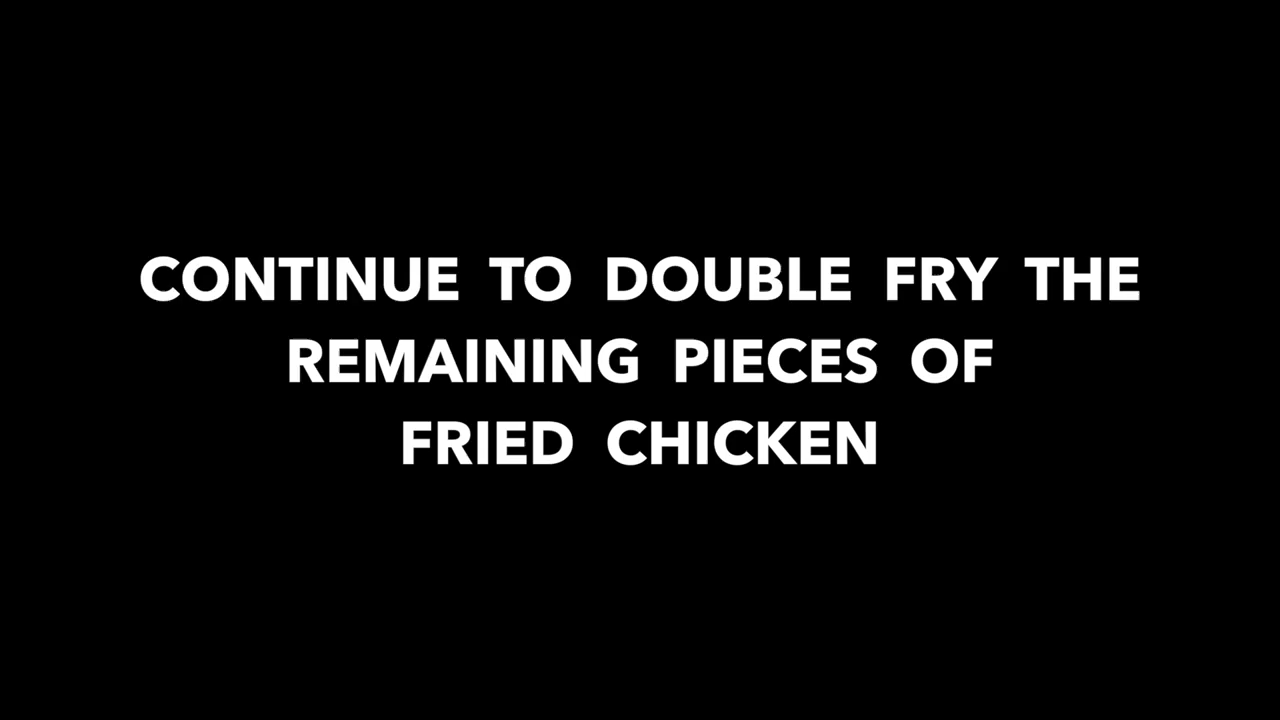 CONTINUE TO DOUBLE FRY THE
REMAINING PIECES OF
FRIED CHICKEN